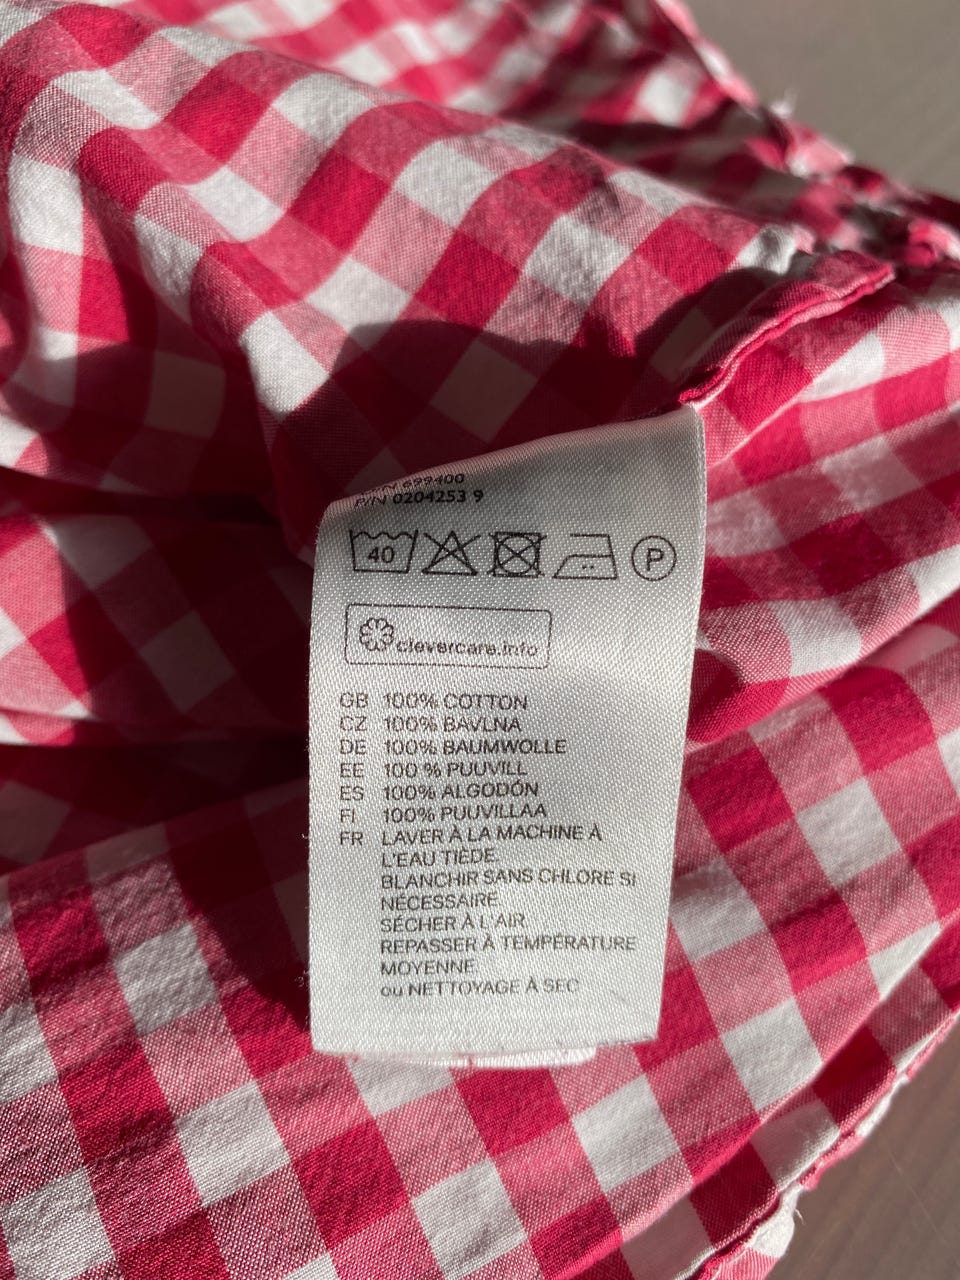 699400
P/N 0204253 9
40
P
clevercare.info
GB 100% COTTON
CZ 100% BAVLNA
DE 100% BAUMWOLLE
EE 100 % PUUVILL
ES 100% ALGODÓN
FI 100% PUUVILLAA
FR LAVER À LA MACHINE À
L'EAU TIÈDE.
BLANCHIR SANS CHLORE SI
NÉCESSAIRE
SÉCHER À L'AIR
REPASSER À TEMPÉRATURE
MOYENNE.
ou NETTOYAGE À SEC